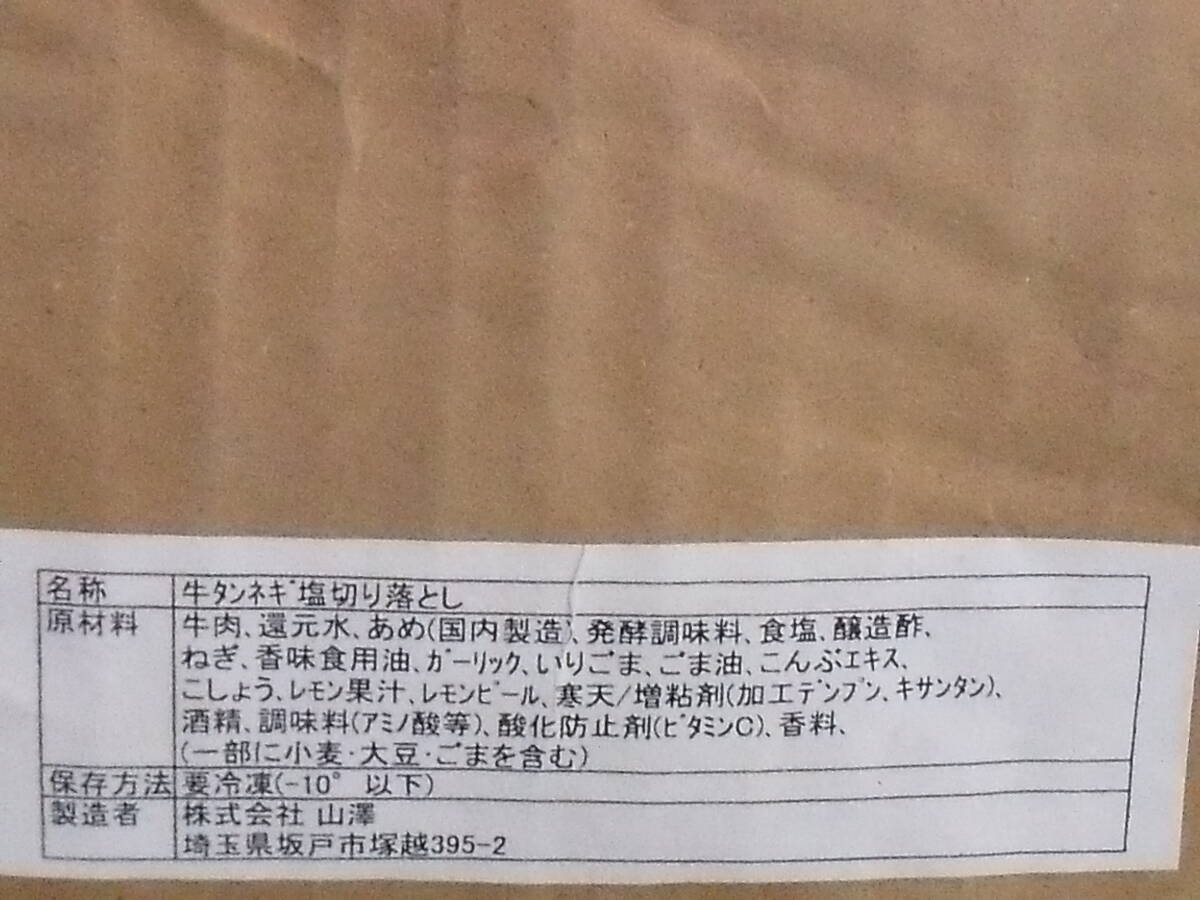 名称 牛タンネギ塩切り落とし
原材料 牛肉、還元水、あめ(国内製造)、発酵調味料、食塩、醸造酢、
ねぎ、香味食用油、ガーリック、いりごま、ごま油、こんぶエキス、
こしょう、レモン果汁、レモンピール、寒天/増粘剤(加工デンプン、キサンタン)、
酒精、調味料(アミノ酸等)、酸化防止剤(ビタミンC)、香料、
(一部に小麦・大豆・ごまを含む)
保存方法 要冷凍(-10° 以下)
製造者 株式会社 山澤
埼玉県坂戸市塚越395-2